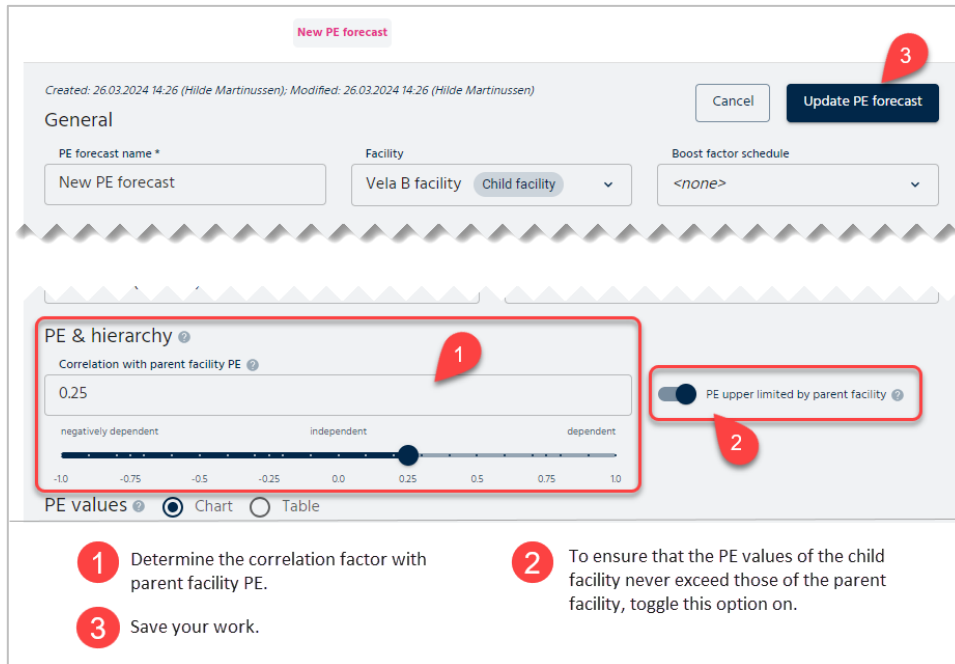 New PE forecast
3
Created: 26.03.2024 14:26 (Hilde Martinussen); Modified: 26.03.2024 14:26 (Hilde Martinussen)
Cancel
Update PE forecast
General
PE forecast name *
Facility
Boost factor schedule
New PE forecast
Vela B facility Child facility
<none>
PE & hierarchy ?
1
Correlation with parent facility PE ?
0.25
PE upper limited by parent facility ?
2
negatively dependent independent dependent
-1.0 -0.75 -0.5 -0.25 0.0 0.25 0.5 0.75 1.0
PE values ? Chart Table
1 Determine the correlation factor with
parent facility PE.
2 To ensure that the PE values of the child
facility never exceed those of the parent
facility, toggle this option on.
3 Save your work.